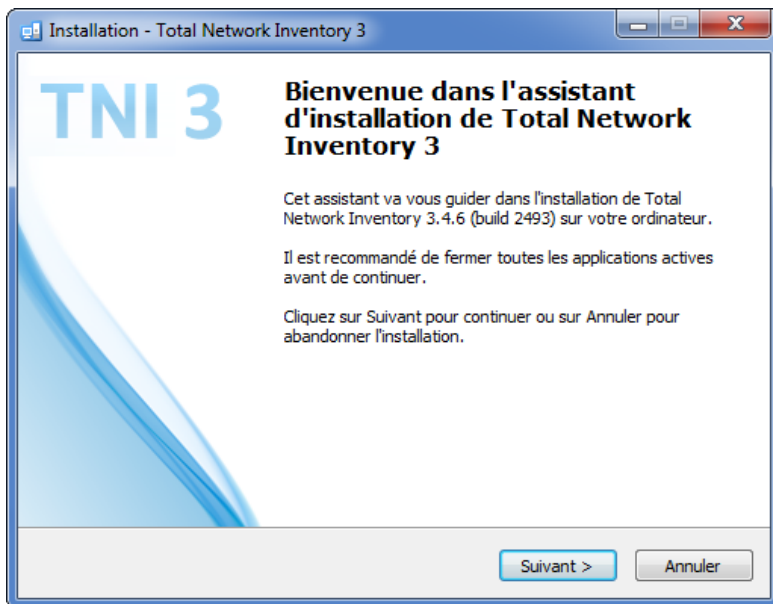 Installation - Total Network Inventory 3
TNI 3
Bienvenue dans l'assistant
d'installation de Total Network
Inventory 3
Cet assistant va vous guider dans l'installation de Total
Network Inventory 3.4.6 (build 2493) sur votre ordinateur.
Il est recommandé de fermer toutes les applications actives
avant de continuer.
Cliquez sur Suivant pour continuer ou sur Annuler pour
abandonner l'installation.
Suivant >
Annuler